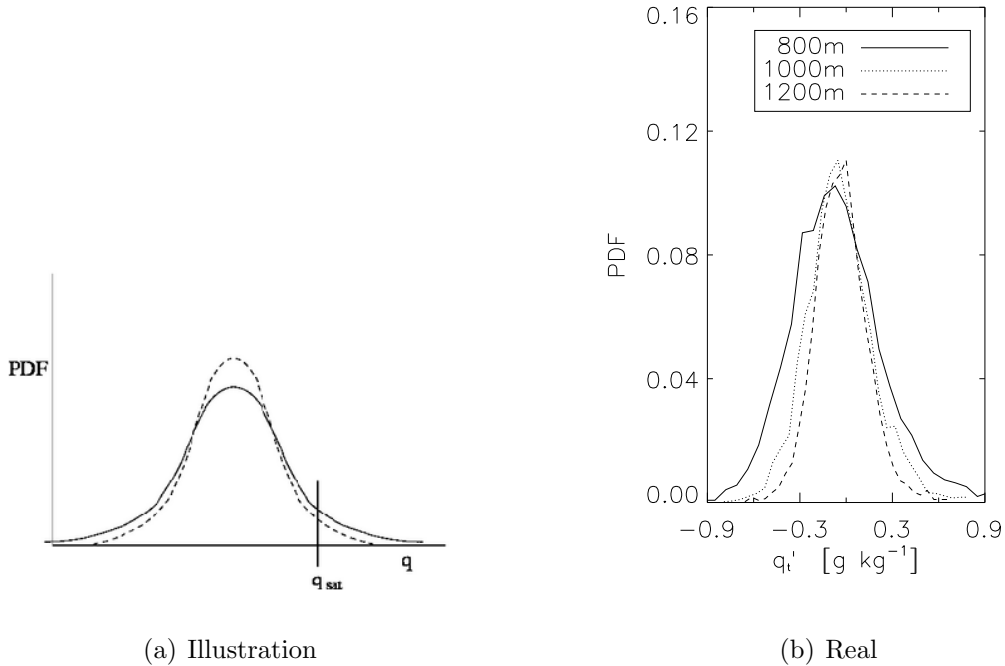 PDF
q
q sat
(a) Illustration
0.16
0.12
0.08
0.04
0.00
PDF
800m
1000m
1200m
−0.9
−0.3
0.3
0.9
qt' [g kg−1]
(b) Real